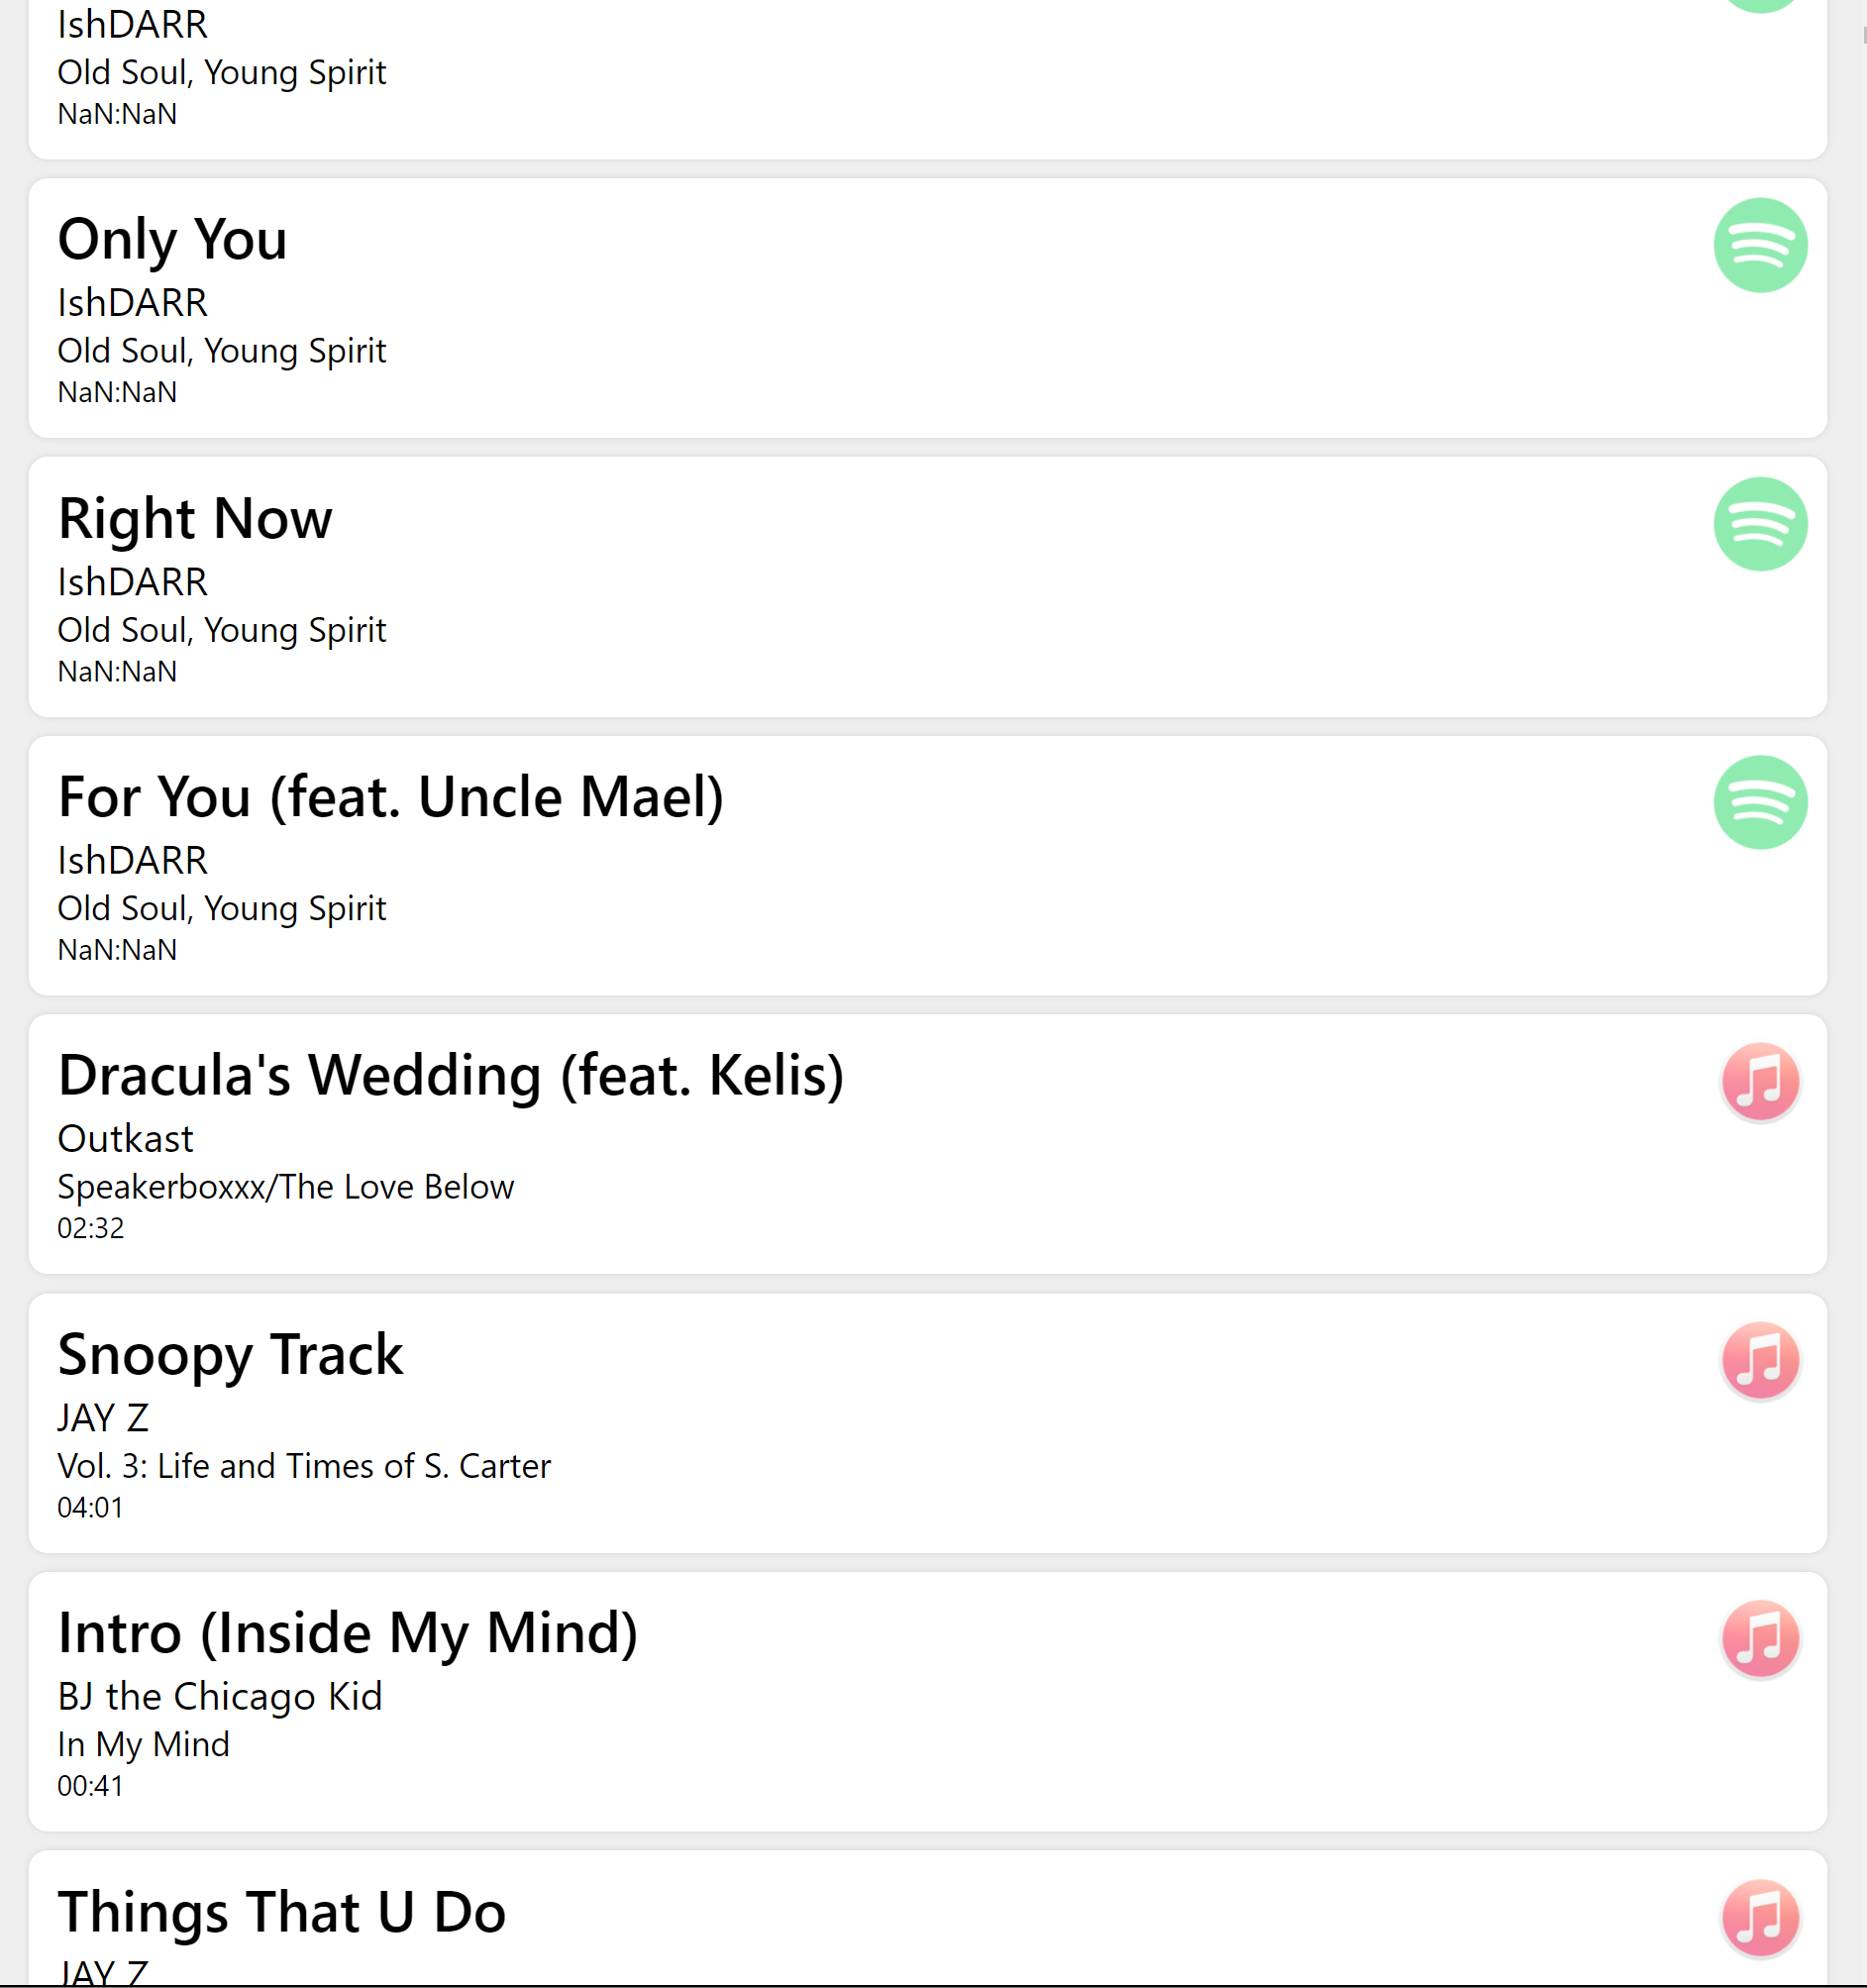 IshDARR
Old Soul, Young Spirit
NaN:NaN
Only You
IshDARR
Old Soul, Young Spirit
NaN:NaN
Right Now
IshDARR
Old Soul, Young Spirit
NaN:NaN
For You (feat. Uncle Mael)
IshDARR
Old Soul, Young Spirit
NaN:NaN
Dracula's Wedding (feat. Kelis)
Outkast
Speakerboxxx/The Love Below
02:32
Snoopy Track
JAY Z
Vol. 3: Life and Times of S. Carter
04:01
Intro (Inside My Mind)
BJ the Chicago Kid
In My Mind
00:41
Things That U Do
JAY Z